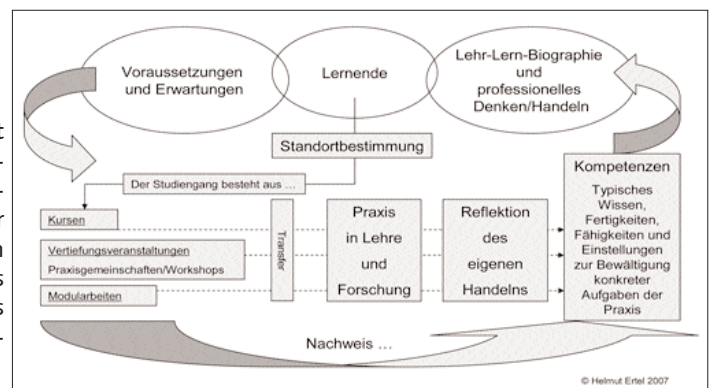 Voraussetzungen
und Erwartungen
Lernende
Lehr-Lern-Biographie
und
professionelles
Denken/Handeln
Standortbestimmung
Der Studiengang besteht aus ...
Kursen
Vertiefungsveranstaltungen
Praxisgemeinschaften/Workshops
Modularbeiten
Transfer
Praxis
in Lehre
und
Forschung
Reflektion
des
eigenen
Handelns
Kompetenzen
Typisches
Wissen,
Fertigkeiten,
Fähigkeiten und
Einstellungen
zur Bewältigung
konkreter
Aufgaben der
Praxis
Nachweis ...
© Helmut Ertel 2007